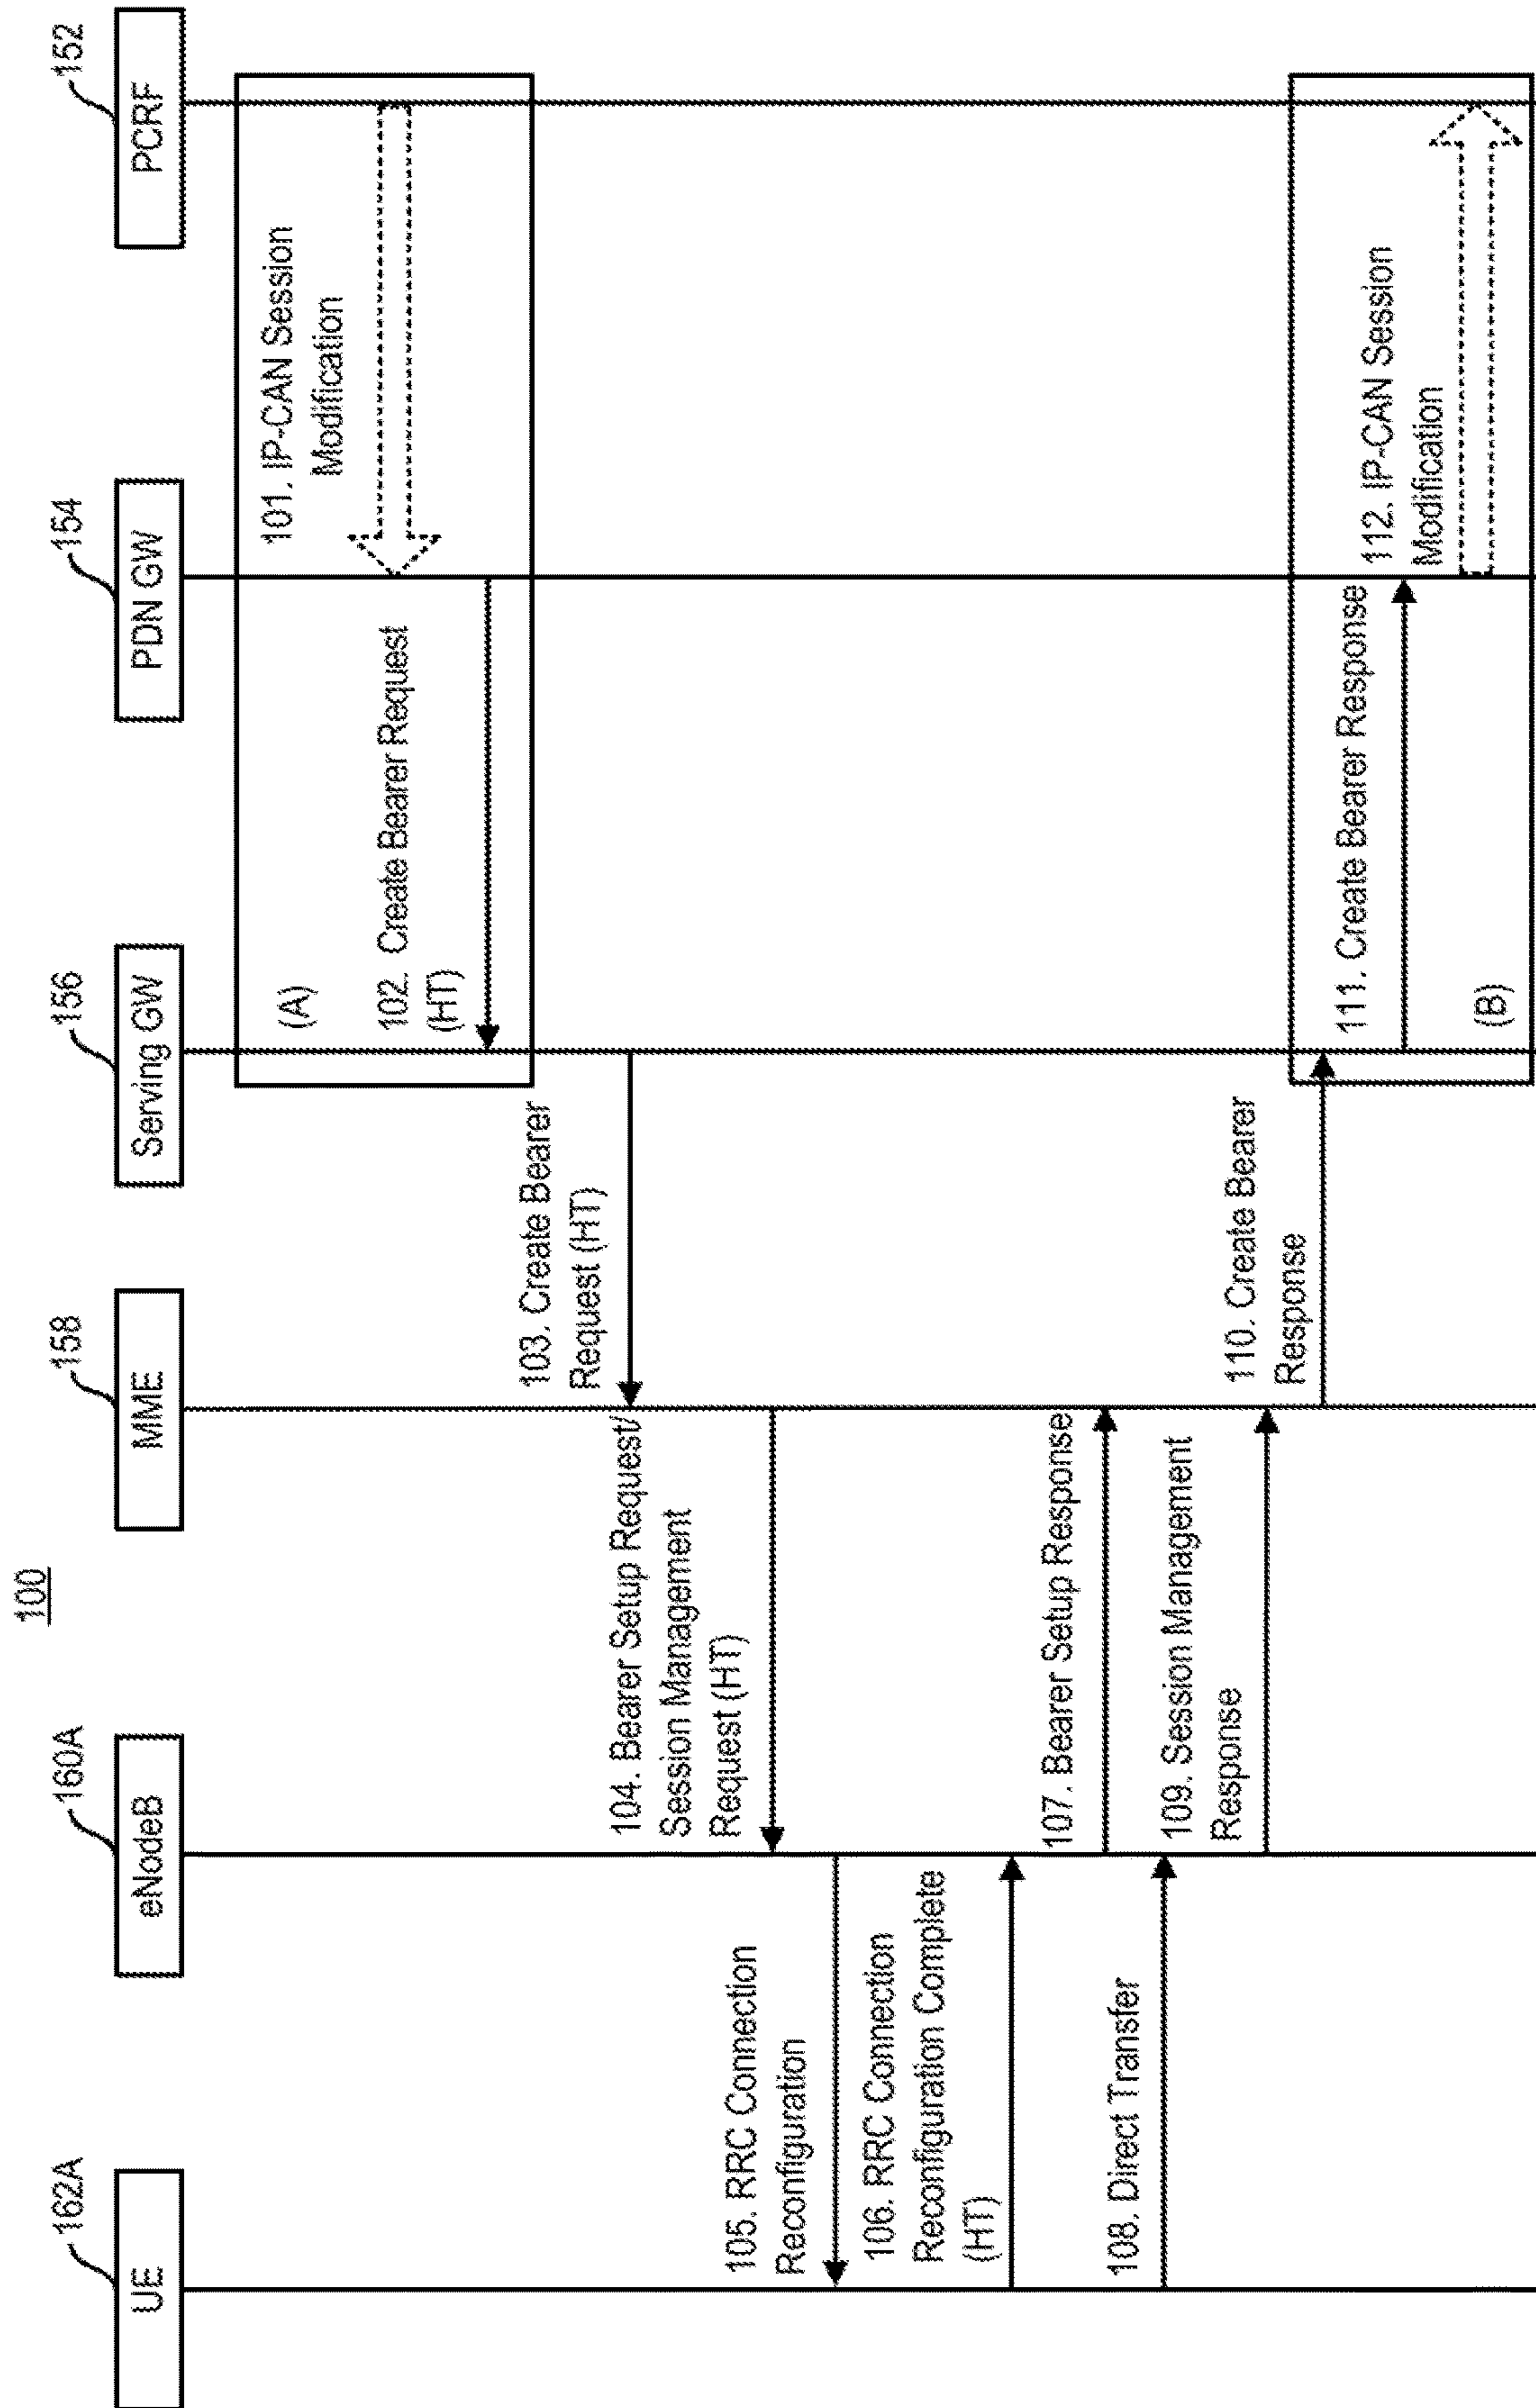 100
162A
160A
158
156
154
152
UE
eNodeB
MME
Serving GW
PDN GW
PCRF
101. IP-CAN Session
Modification
(A)
102. Create Bearer Request
(HT)
103. Create Bearer
Request (HT)
104. Bearer Setup Request/
Session Management
Request (HT)
105. RRC Connection
Reconfiguration
106. RRC Connection
Reconfiguration Complete
(HT)
107. Bearer Setup Response
108. Direct Transfer
109. Session Management
Response
110. Create Bearer
Response
111. Create Bearer Response
112. IP-CAN Session
Modification
(B)